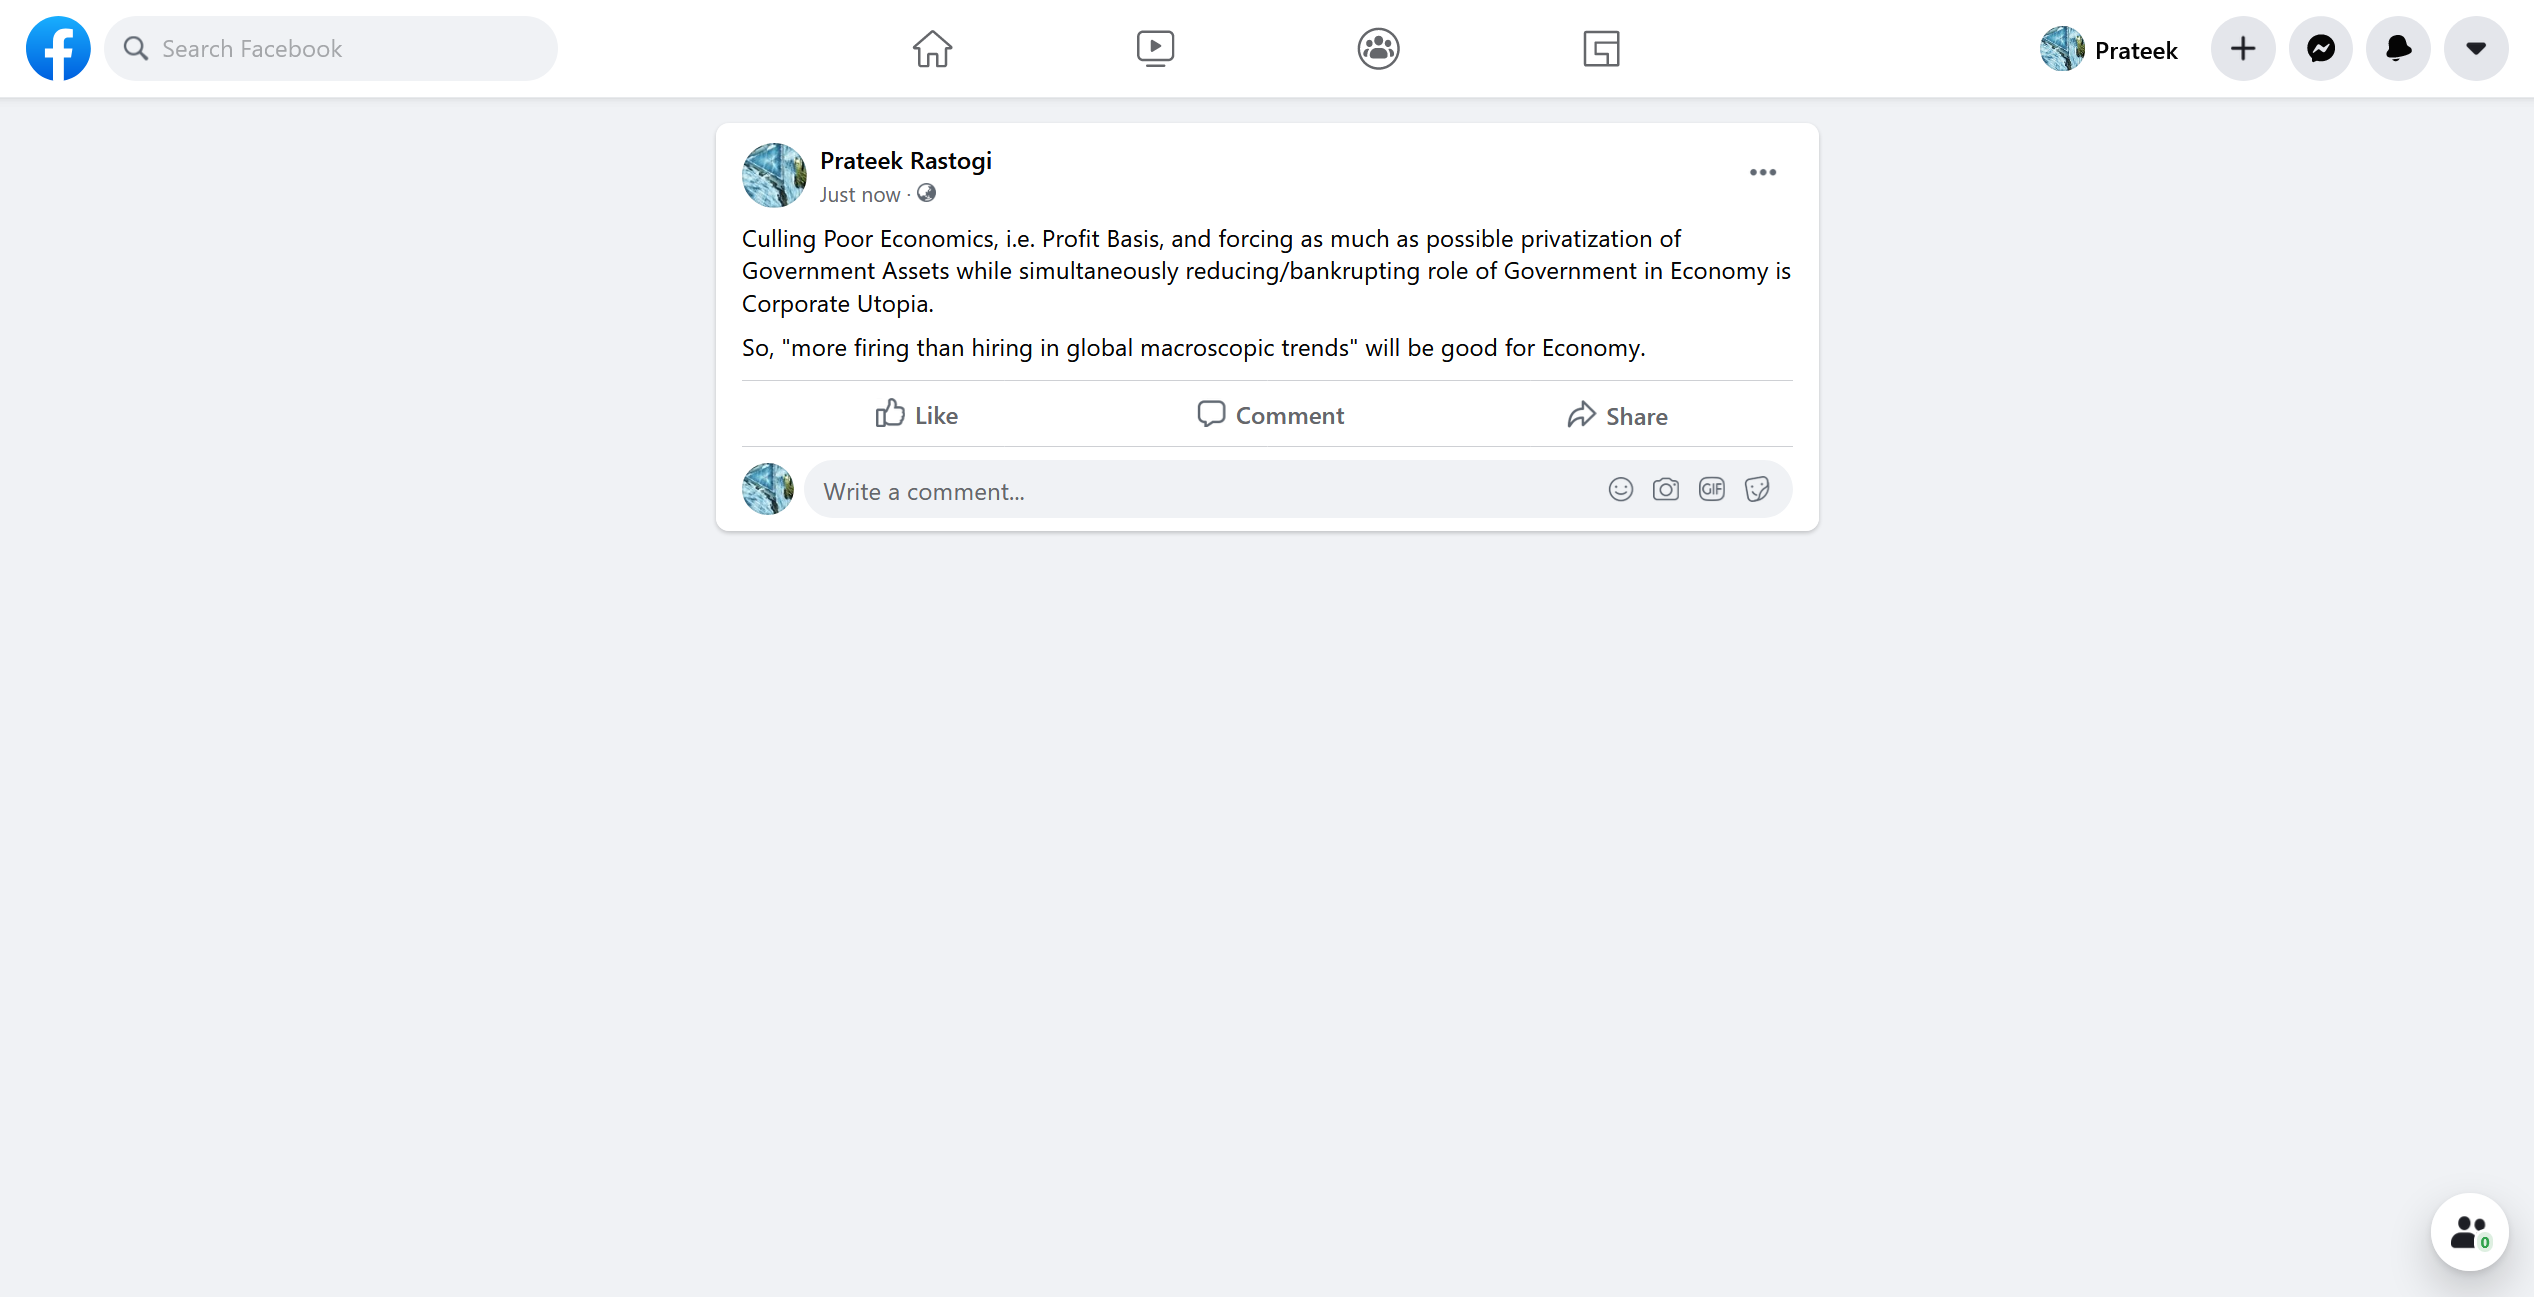 Search Facebook
Prateek
Prateek Rastogi
Just now ·
Culling Poor Economics, i.e. Profit Basis, and forcing as much as possible privatization of
Government Assets while simultaneously reducing/bankrupting role of Government in Economy is
Corporate Utopia.
So, "more firing than hiring in global macroscopic trends" will be good for Economy.
Like Comment Share
Write a comment...
GIF
0